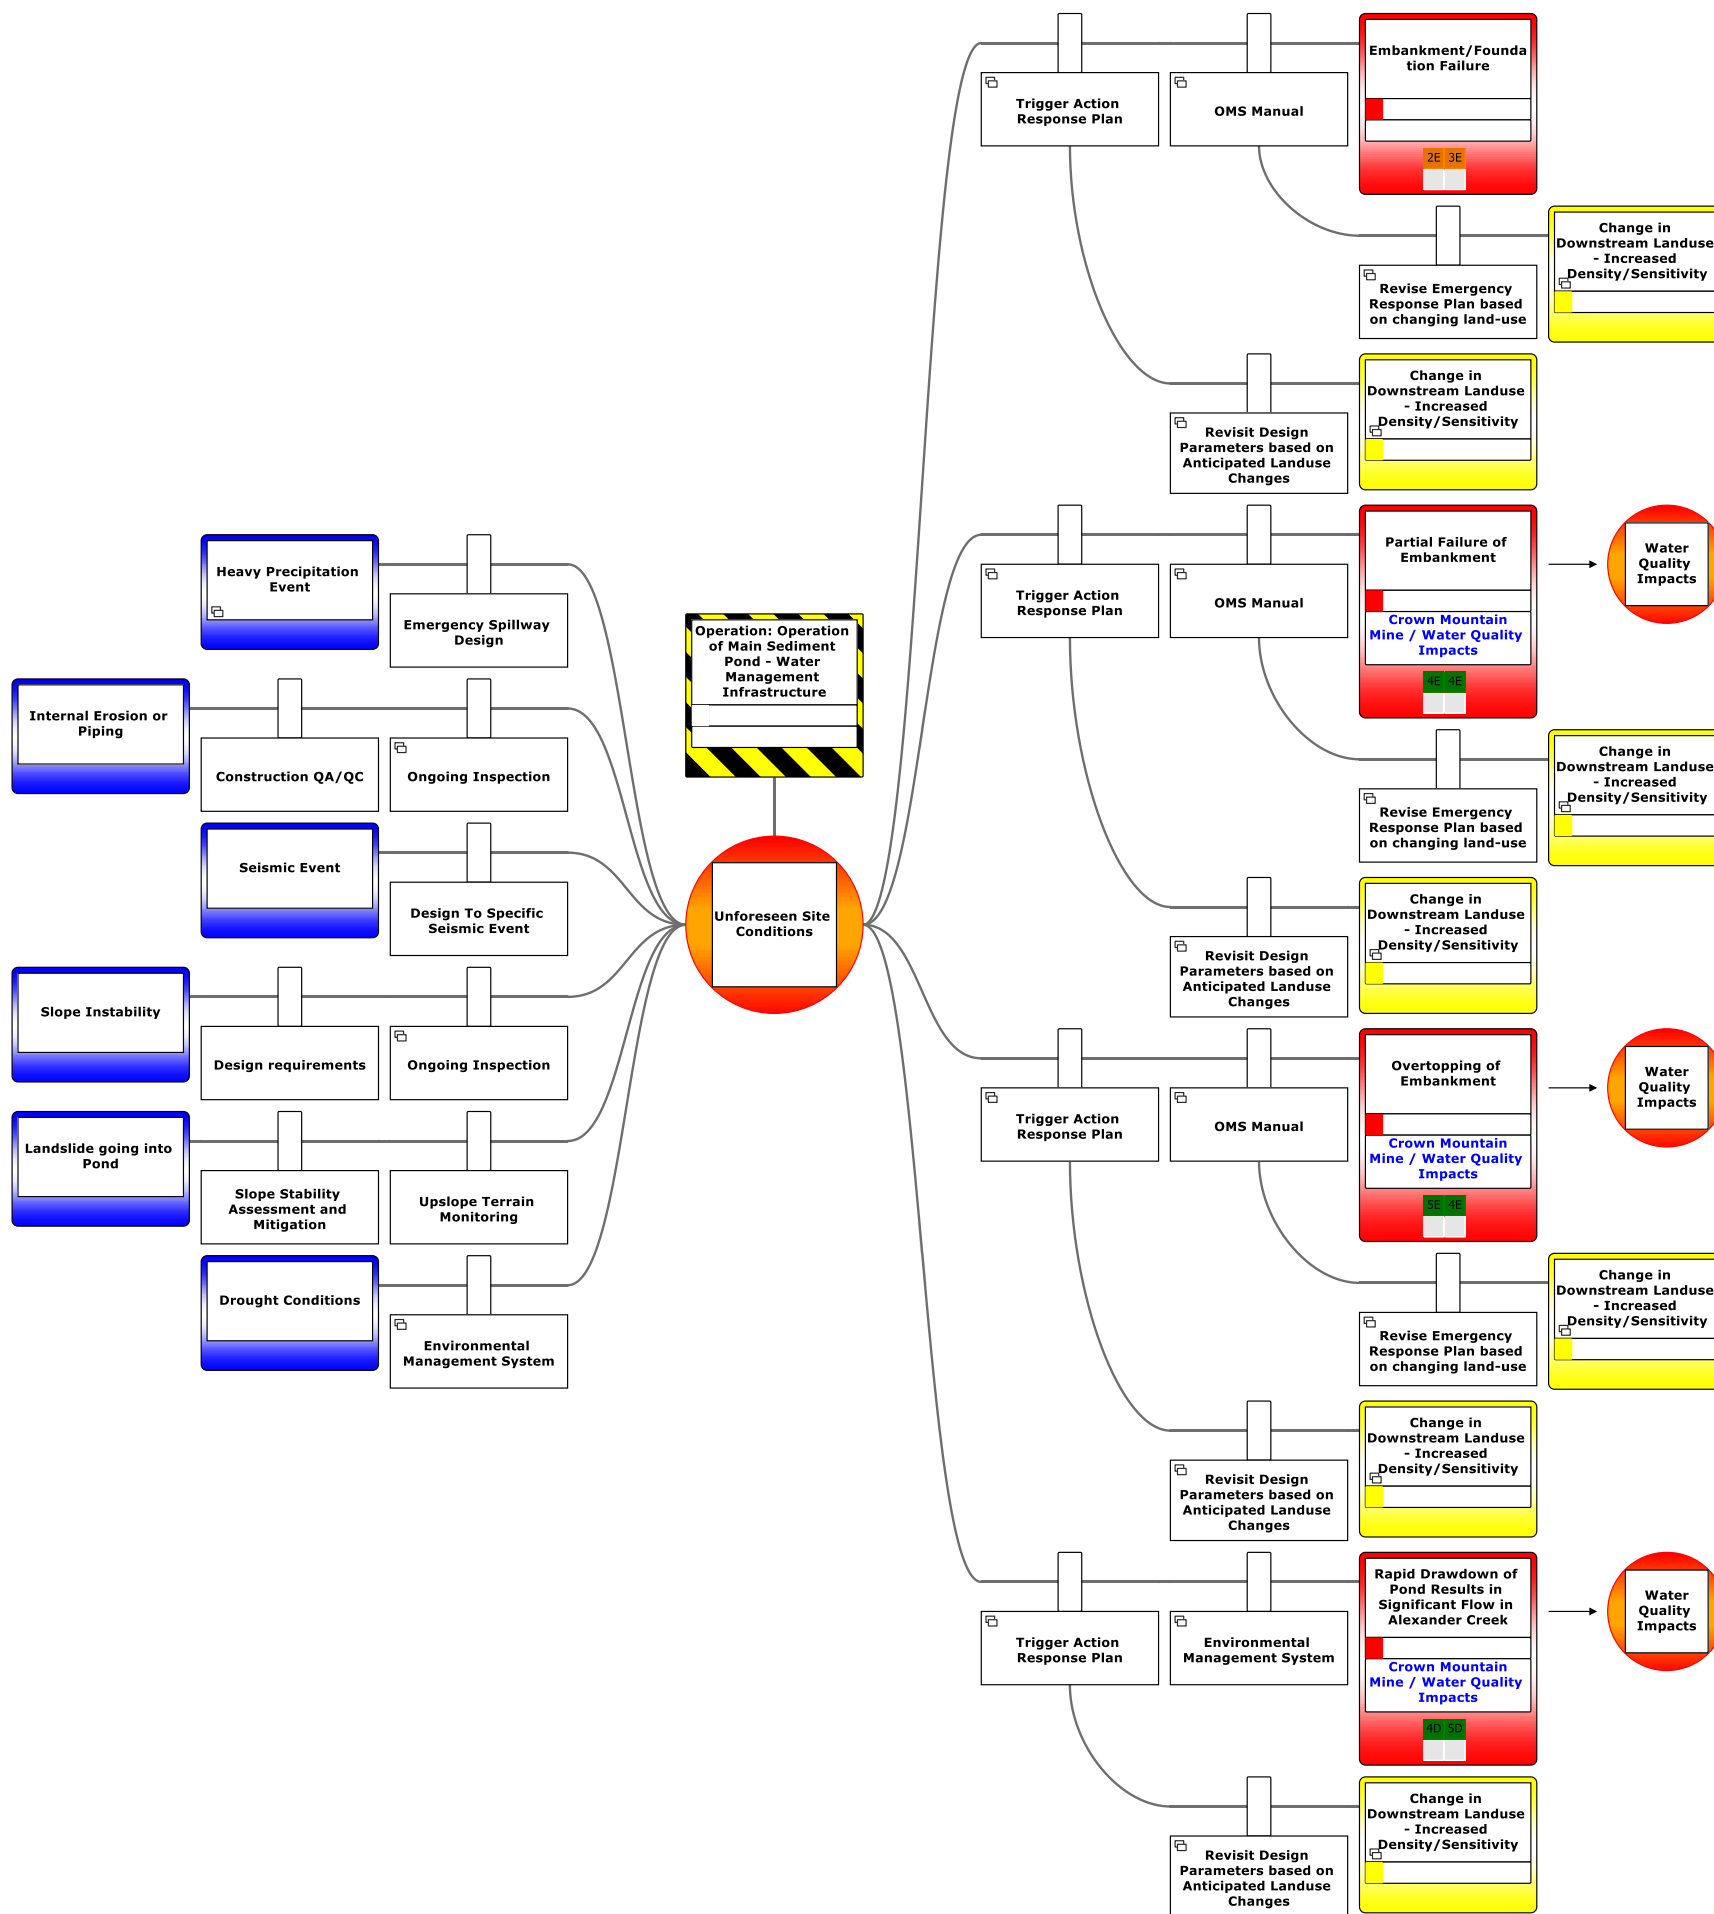 Heavy Precipitation
Event
Emergency Spillway
Design
Internal Erosion or
Piping
Construction QA/QC
Ongoing Inspection
Seismic Event
Design To Specific
Seismic Event
Slope Instability
Design requirements
Ongoing Inspection
Landslide going into
Pond
Slope Stability
Assessment and
Mitigation
Upslope Terrain
Monitoring
Drought Conditions
Environmental
Management System
Operation: Operation
of Main Sediment
Pond - Water
Management
Infrastructure
Unforeseen Site
Conditions
Trigger Action
Response Plan
OMS Manual
Embankment/Founda
tion Failure
2E 3E
Revise Emergency
Response Plan based
on changing land-use
Change in
Downstream Landuse
- Increased
Density/Sensitivity
Revisit Design
Parameters based on
Anticipated Landuse
Changes
Change in
Downstream Landuse
- Increased
Density/Sensitivity
Trigger Action
Response Plan
OMS Manual
Partial Failure of
Embankment
Crown Mountain
Mine / Water Quality
Impacts
4E 4E
Water
Quality
Impacts
Revise Emergency
Response Plan based
on changing land-use
Change in
Downstream Landuse
- Increased
Density/Sensitivity
Revisit Design
Parameters based on
Anticipated Landuse
Changes
Change in
Downstream Landuse
- Increased
Density/Sensitivity
Trigger Action
Response Plan
OMS Manual
Overtopping of
Embankment
Crown Mountain
Mine / Water Quality
Impacts
5E 4E
Water
Quality
Impacts
Revise Emergency
Response Plan based
on changing land-use
Change in
Downstream Landuse
- Increased
Density/Sensitivity
Revisit Design
Parameters based on
Anticipated Landuse
Changes
Change in
Downstream Landuse
- Increased
Density/Sensitivity
Trigger Action
Response Plan
Environmental
Management System
Rapid Drawdown of
Pond Results in
Significant Flow in
Alexander Creek
Crown Mountain
Mine / Water Quality
Impacts
4D 5D
Water
Quality
Impacts
Revisit Design
Parameters based on
Anticipated Landuse
Changes
Change in
Downstream Landuse
- Increased
Density/Sensitivity